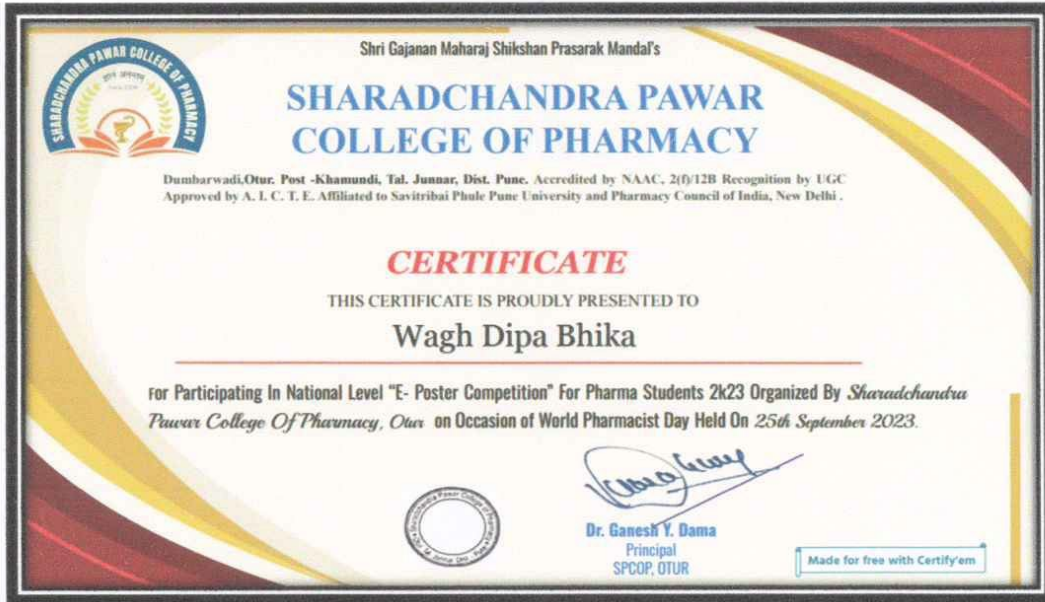 SHARADCHANDRA PAWAR COLLEGE OF PHARMACY
Shri Gajanan Maharaj Shikshan Prasarak Mandal's
SHARADCHANDRA PAWAR
COLLEGE OF PHARMACY
Dumbarwadi,Otur. Post -Khamundi, Tal. Junnar, Dist. Pune. Accredited by NAAC, 2(f)/12B Recognition by UGC
Approved by A. I. C. T. E. Affiliated to Savitribai Phule Pune University and Pharmacy Council of India, New Delhi .
CERTIFICATE
THIS CERTIFICATE IS PROUDLY PRESENTED TO
Wagh Dipa Bhika
For Participating In National Level "E- Poster Competition" For Pharma Students 2k23 Organized By Sharadchandra
Pawar College Of Pharmacy, Otur on Occasion of World Pharmacist Day Held On 25th September 2023.
Dr. Ganesh Y. Dama
Principal
SPCOP, OTUR
Made for free with Certify'em